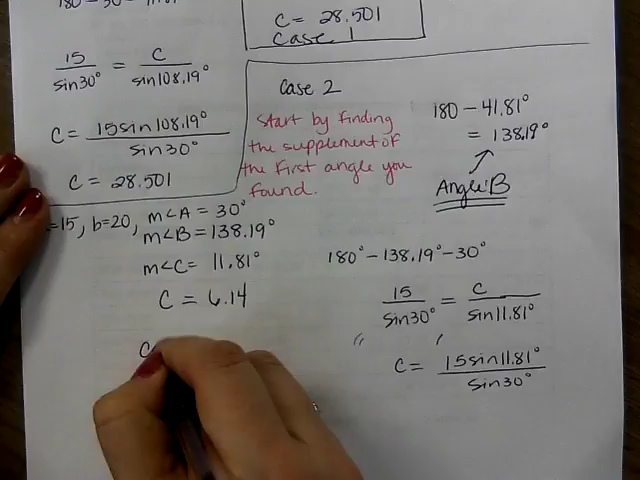 15/sin30° = C/sin108.19°
C = 15sin108.19°/sin30°
C = 28.501
C = 28.501
Case 1
Case 2
Start by finding
the supplement of
the first angle you
found.
180 - 41.81°
= 138.19°
Angle B
=15, b=20, m∠A = 30°
m∠B = 138.19°
m∠C = 11.81°
C = 6.14
C
180° - 138.19° - 30°
15/sin30° = C/sin11.81°
C = 15sin11.81°/sin30°